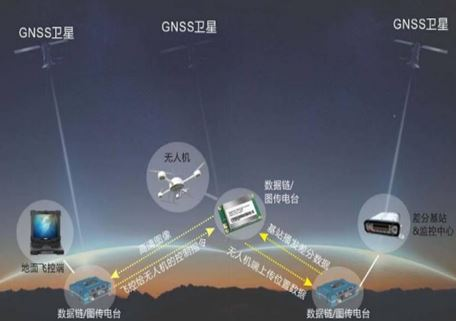 GNSS卫星
GNSS卫星
GNSS卫星
无人机
数据链/
图传电台
差分基站
&监控中心
地面飞控端
高清图像
飞控给无人机的控制指令
基站播发差分数据
无人机端上传位置数据
数据链/图传电台
数据链/图传电台